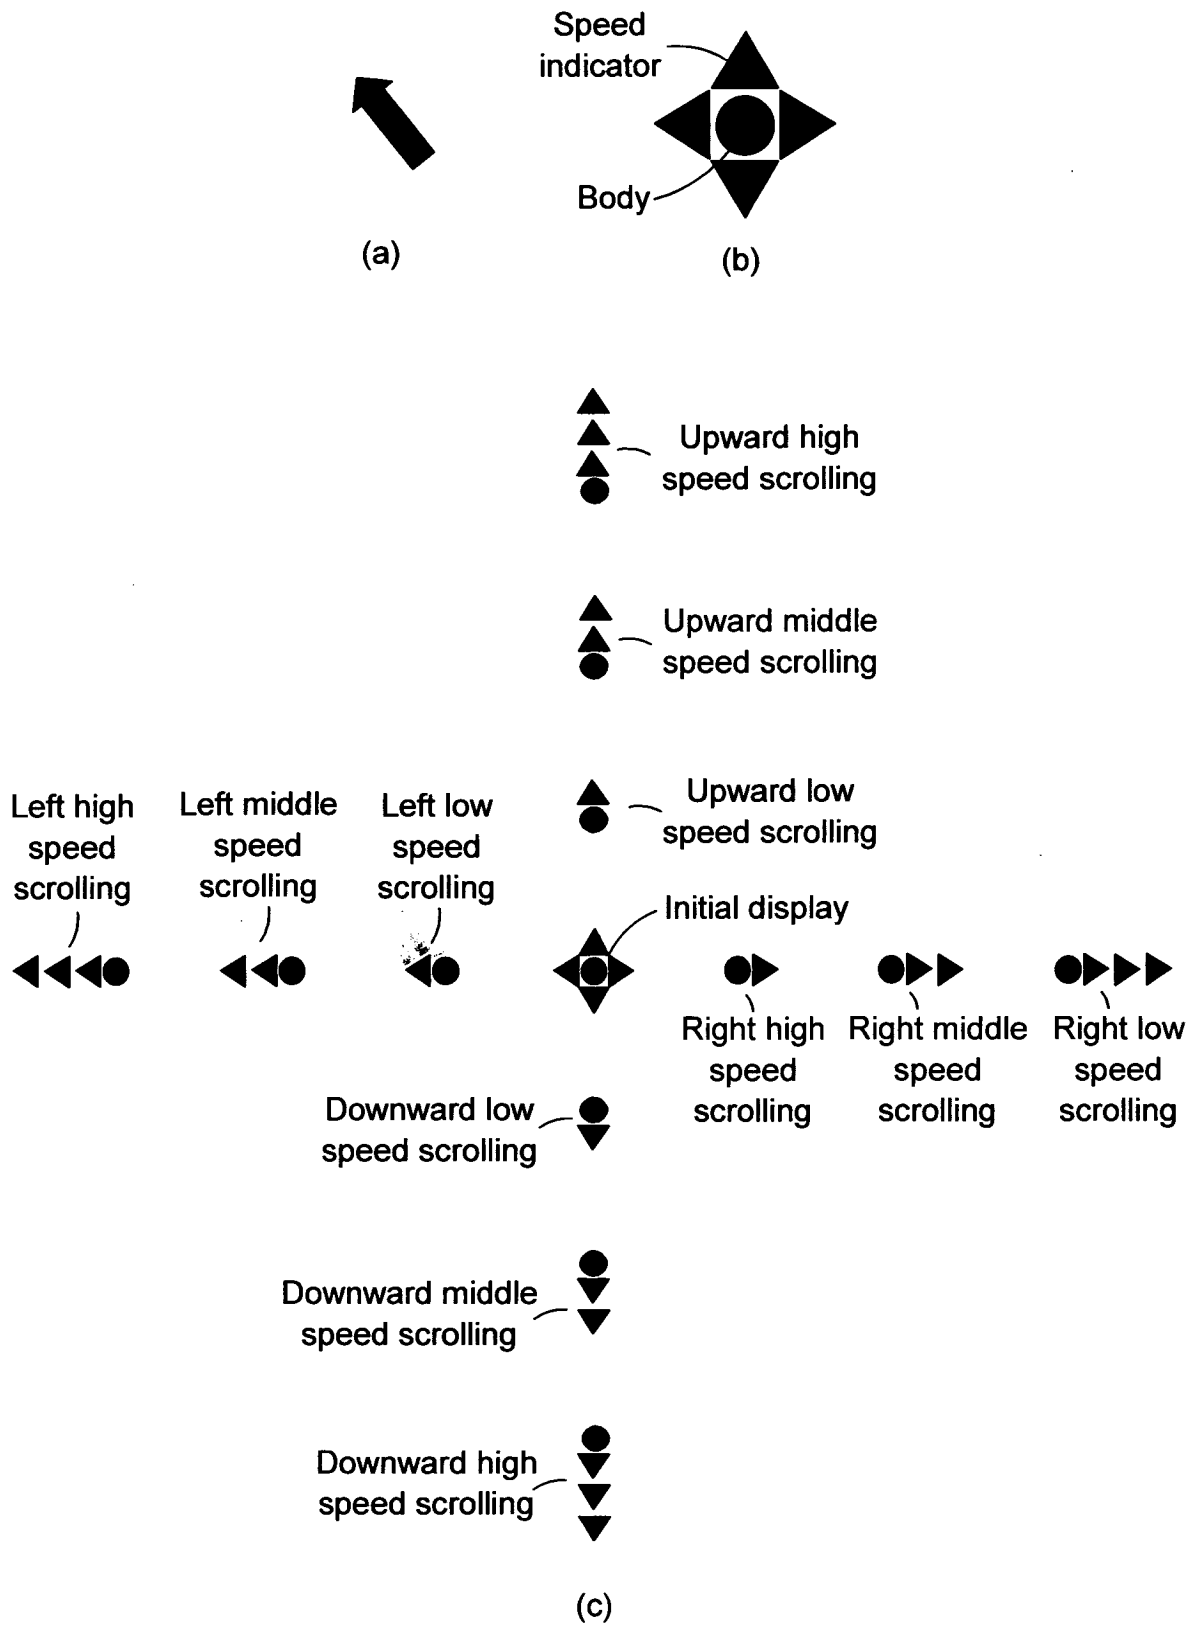 Speed
indicator
Body
(a)
(b)
Upward high
speed scrolling
Upward middle
speed scrolling
Upward low
speed scrolling
Left high
speed
scrolling
Left middle
speed
scrolling
Left low
speed
scrolling
Initial display
Right high
speed
scrolling
Right middle
speed
scrolling
Right low
speed
scrolling
Downward low
speed scrolling
Downward middle
speed scrolling
Downward high
speed scrolling
(c)